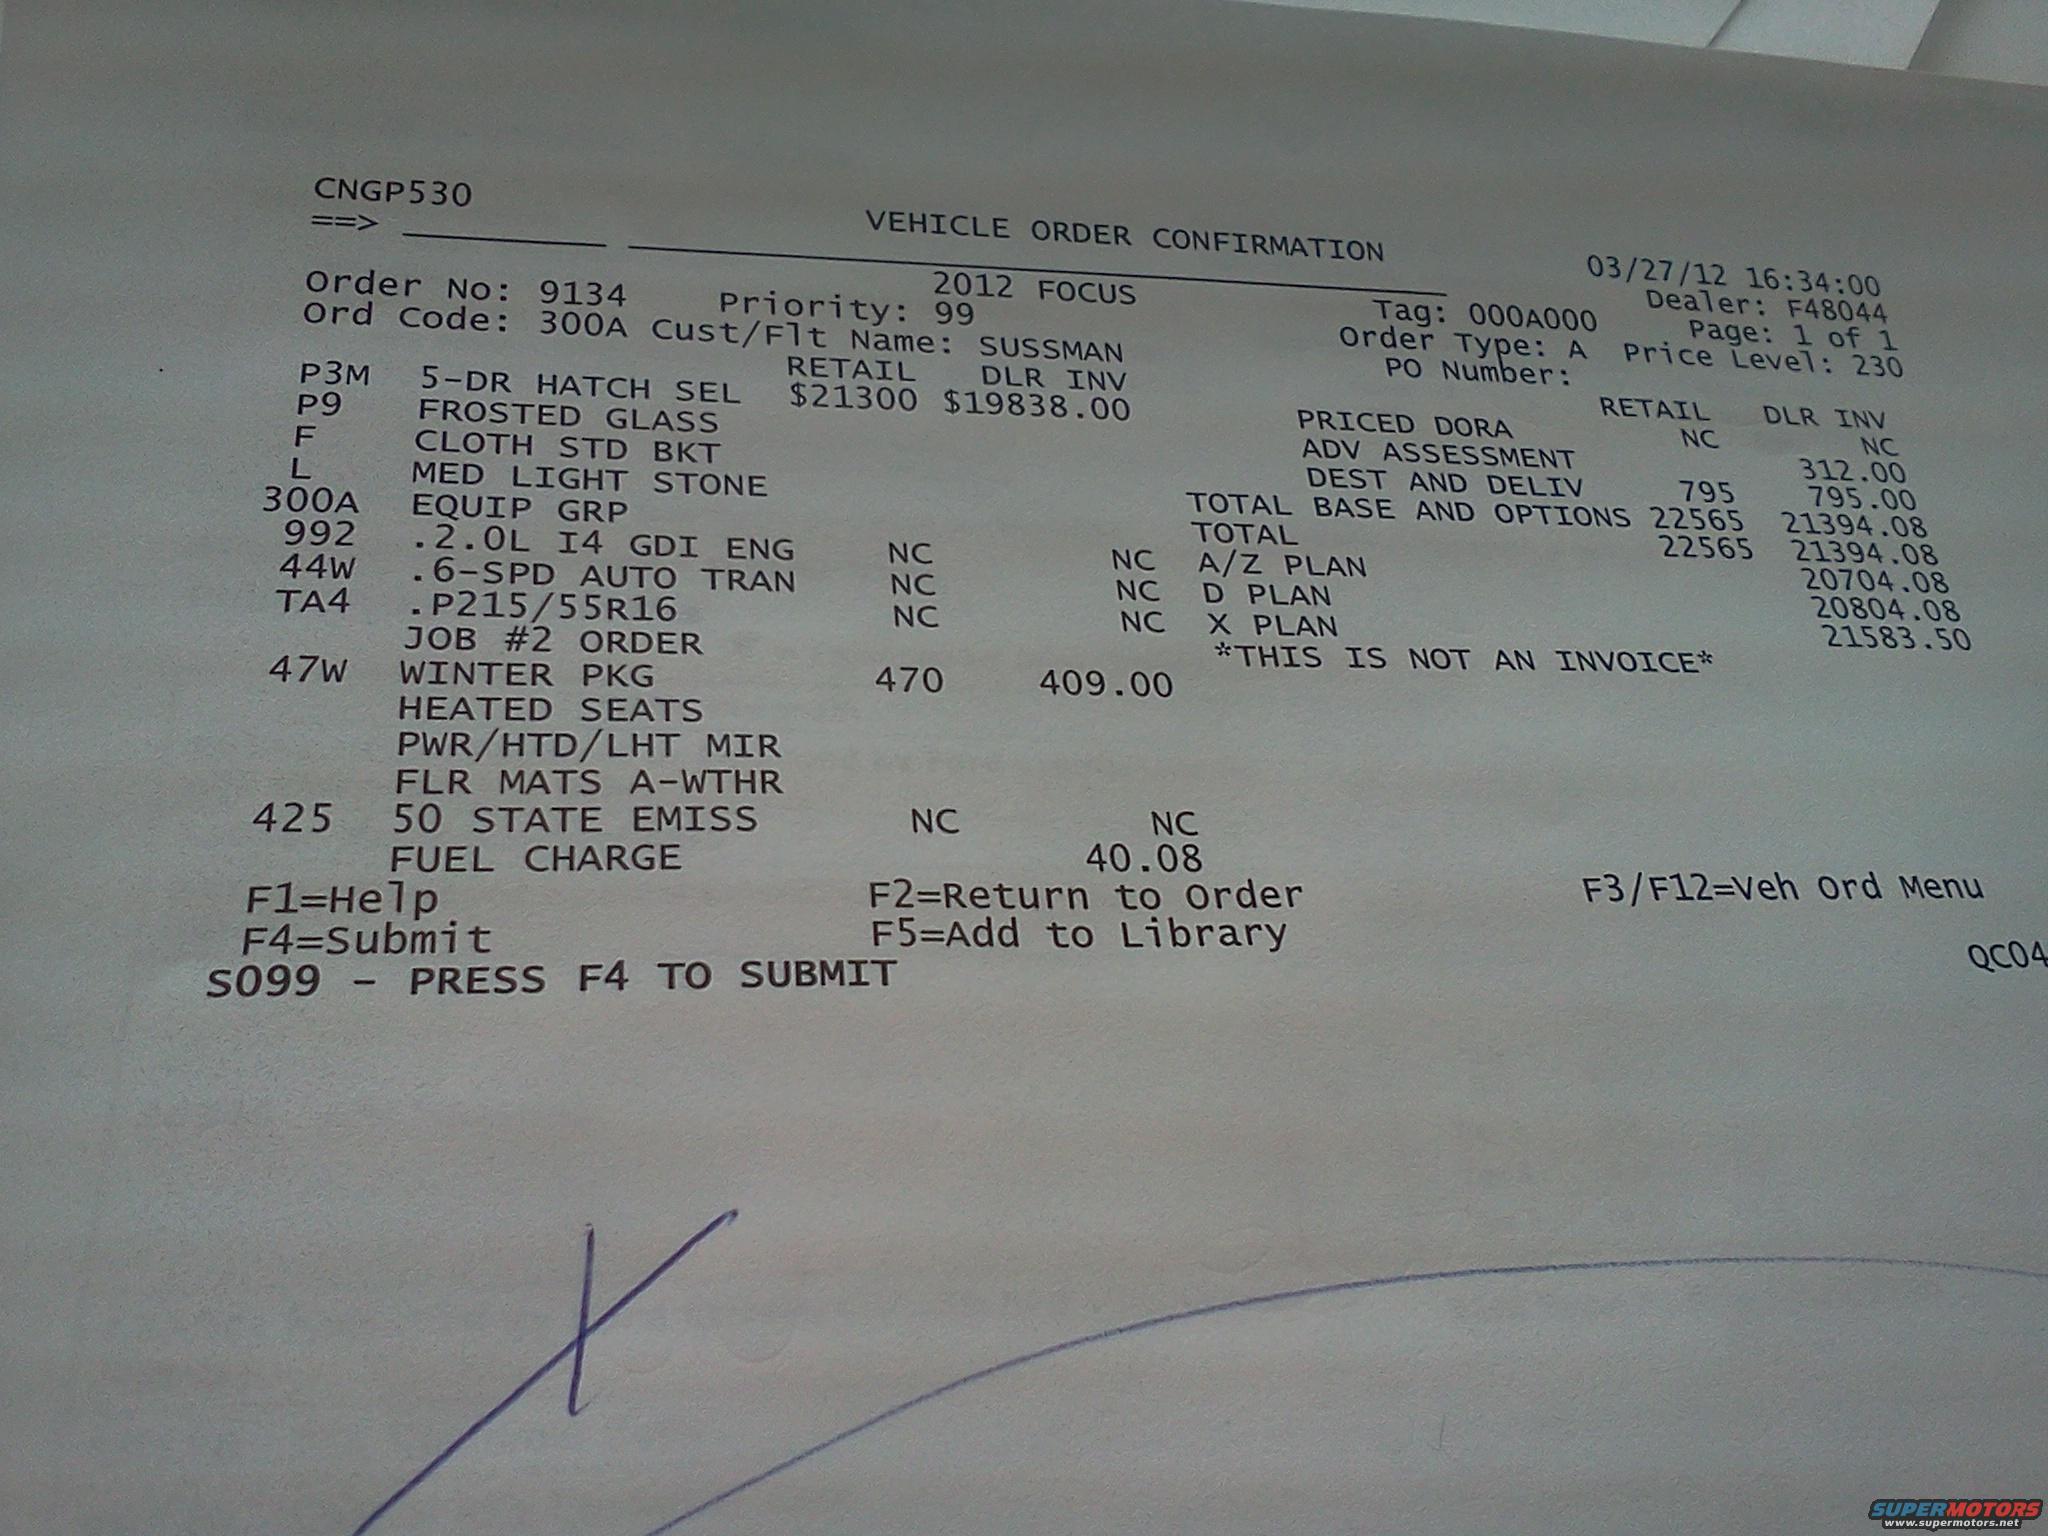 CNGP530 VEHICLE ORDER CONFIRMATION 03/27/12 16:34:00
==> Dealer: F48044
2012 FOCUS Page: 1 of 1
Order No: 9134 Priority: 99 Tag: 000A000 Order Type: A Price Level: 230
Ord Code: 300A Cust/Flt Name: SUSSMAN PO Number:
RETAIL DLR INV RETAIL DLR INV
P3M 5-DR HATCH SEL $21300 $19838.00 PRICED DORA NC NC
P9 FROSTED GLASS ADV ASSESSMENT 312.00
F CLOTH STD BKT DEST AND DELIV 795 795.00
L MED LIGHT STONE TOTAL BASE AND OPTIONS 22565 21394.08
300A EQUIP GRP TOTAL 22565 21394.08
992 .2.0L I4 GDI ENG NC NC A/Z PLAN 20704.08
44W .6-SPD AUTO TRAN NC NC D PLAN 20804.08
TA4 .P215/55R16 NC NC X PLAN 21583.50
JOB #2 ORDER *THIS IS NOT AN INVOICE*
47W WINTER PKG 470 409.00
HEATED SEATS
PWR/HTD/LHT MIR
FLR MATS A-WTHR
425 50 STATE EMISS NC NC
FUEL CHARGE 40.08
F1=Help F2=Return to Order F3/F12=Veh Ord Menu
F4=Submit F5=Add to Library
S099 - PRESS F4 TO SUBMIT
QC04
X
SUPERMOTORS
www.supermotors.net